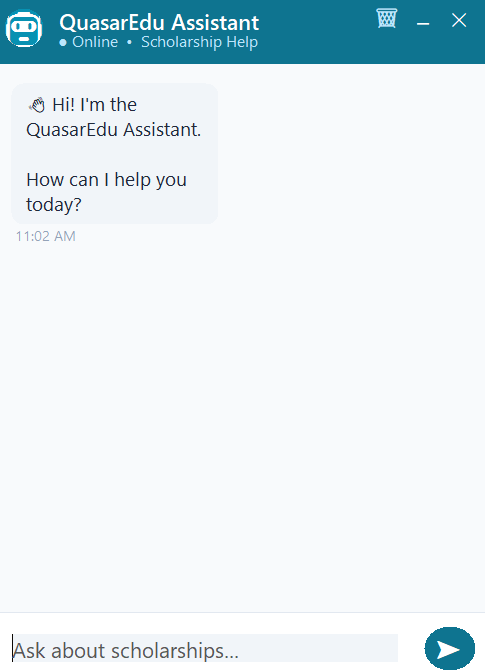 QuasarEdu Assistant
● Online • Scholarship Help
👋 Hi! I'm the
QuasarEdu Assistant.
How can I help you
today?
11:02 AM
Ask about scholarships...